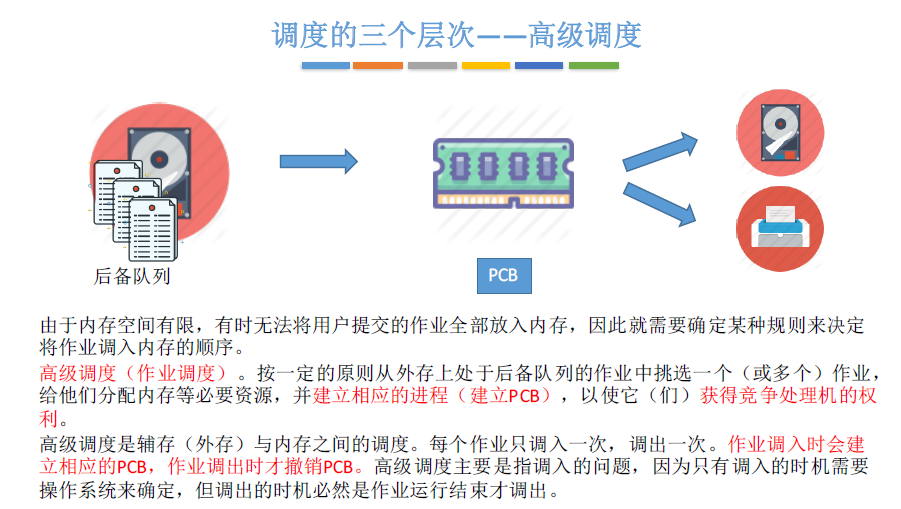 调度的三个层次——高级调度
后备队列
PCB
由于内存空间有限，有时无法将用户提交的作业全部放入内存，因此就需要确定某种规则来决定
将作业调入内存的顺序。
高级调度（作业调度）。按一定的原则从外存上处于后备队列的作业中挑选一个（或多个）作业，
给他们分配内存等必要资源，并建立相应的进程（建立PCB），以使它（们）获得竞争处理机的权
利。
高级调度是辅存（外存）与内存之间的调度。每个作业只调入一次，调出一次。作业调入时会建
立相应的PCB，作业调出时才撤销PCB。高级调度主要是指调入的问题，因为只有调入的时机需要
操作系统来确定，但调出的时机必然是作业运行结束才调出。